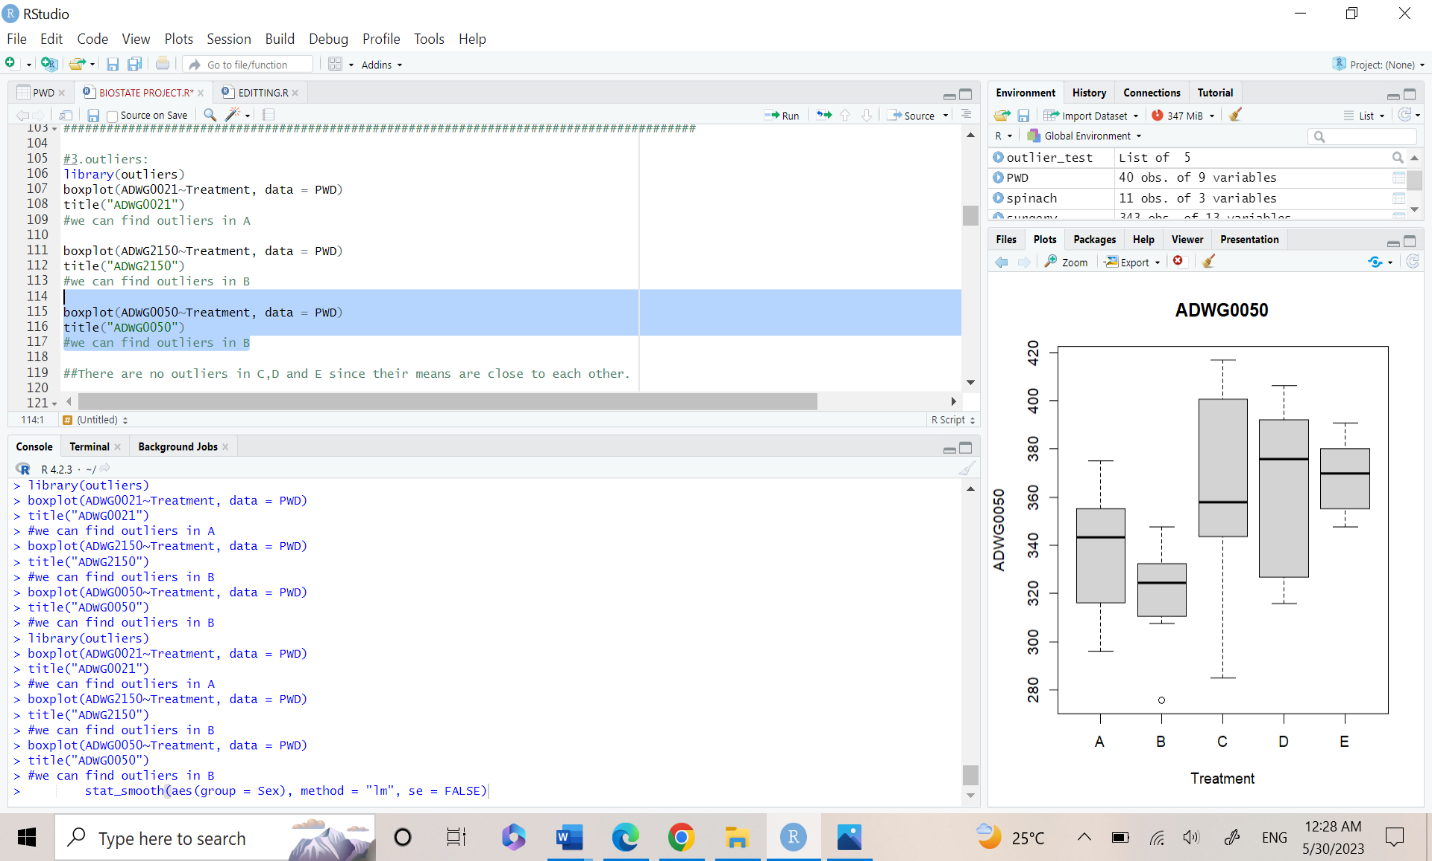 RStudio
File Edit Code View Plots Session Build Debug Profile Tools Help
Go to file/function Addins Project: (None)
PWD BIOSTATE PROJECT.R* EDITTING.R
Source on Save Run Source
103 ########################################################################################
104
105 #3.outliers:
106 library(outliers)
107 boxplot(ADWG0021~Treatment, data = PWD)
108 title("ADWG0021")
109 #we can find outliers in A
110
111 boxplot(ADWG2150~Treatment, data = PWD)
112 title("ADWG2150")
113 #we can find outliers in B
114
115 boxplot(ADWG0050~Treatment, data = PWD)
116 title("ADWG0050")
117 #we can find outliers in B
118
119 ##There are no outliers in C,D and E since their means are close to each other.
120
121
114:1 (Untitled) R Script
Console Terminal Background Jobs
R 4.2.3 · ~/
> library(outliers)
> boxplot(ADWG0021~Treatment, data = PWD)
> title("ADWG0021")
> #we can find outliers in A
> boxplot(ADWG2150~Treatment, data = PWD)
> title("ADWG2150")
> #we can find outliers in B
> boxplot(ADWG0050~Treatment, data = PWD)
> title("ADWG0050")
> #we can find outliers in B
> library(outliers)
> boxplot(ADWG0021~Treatment, data = PWD)
> title("ADWG0021")
> #we can find outliers in A
> boxplot(ADWG2150~Treatment, data = PWD)
> title("ADWG2150")
> #we can find outliers in B
> boxplot(ADWG0050~Treatment, data = PWD)
> title("ADWG0050")
> #we can find outliers in B
> stat_smooth(aes(group = Sex), method = "lm", se = FALSE)
Environment History Connections Tutorial
Import Dataset 347 MiB List
R Global Environment
outlier_test List of 5
PWD 40 obs. of 9 variables
spinach 11 obs. of 3 variables
surgery 343 obs. of 13 variables
Files Plots Packages Help Viewer Presentation
Zoom Export
ADWG0050
420
400
380
360
340
320
300
280
ADWG0050
A B C D E
Treatment
Type here to search
25°C ENG 12:28 AM
5/30/2023